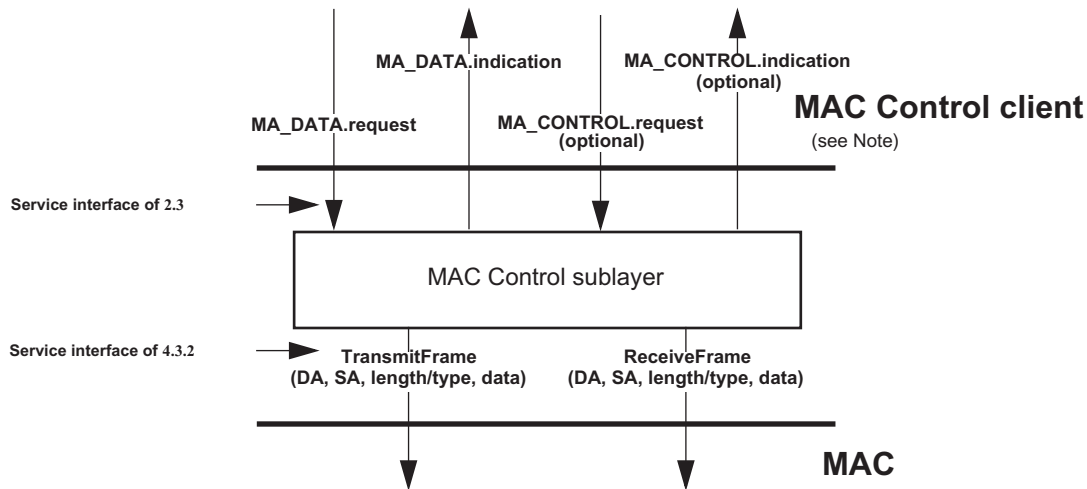 MA_DATA.indication
MA_CONTROL.indication
(optional)
MAC Control client
(see Note)
MA_DATA.request
MA_CONTROL.request
(optional)
Service interface of 2.3
MAC Control sublayer
Service interface of 4.3.2
TransmitFrame
(DA, SA, length/type, data)
ReceiveFrame
(DA, SA, length/type, data)
MAC